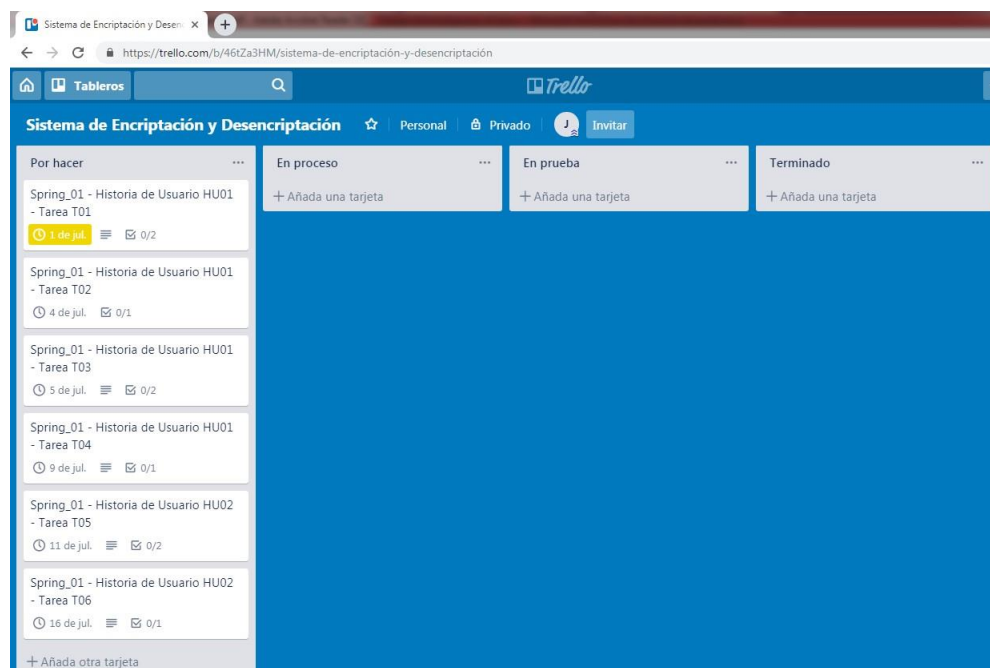 Sistema de Encriptación y Desen
https://trello.com/b/46tZa3HM/sistema-de-encriptación-y-desencriptación
Tableros
Trello
Sistema de Encriptación y Desencriptación Personal Privado J Invitar
Por hacer
Spring_01 - Historia de Usuario HU01
- Tarea T01
1 de jul. 0/2
Spring_01 - Historia de Usuario HU01
- Tarea T02
4 de jul. 0/1
Spring_01 - Historia de Usuario HU01
- Tarea T03
5 de jul. 0/2
Spring_01 - Historia de Usuario HU01
- Tarea T04
9 de jul. 0/1
Spring_01 - Historia de Usuario HU02
- Tarea T05
11 de jul. 0/2
Spring_01 - Historia de Usuario HU02
- Tarea T06
16 de jul. 0/1
+ Añada otra tarjeta
En proceso
+ Añada una tarjeta
En prueba
+ Añada una tarjeta
Terminado
+ Añada una tarjeta